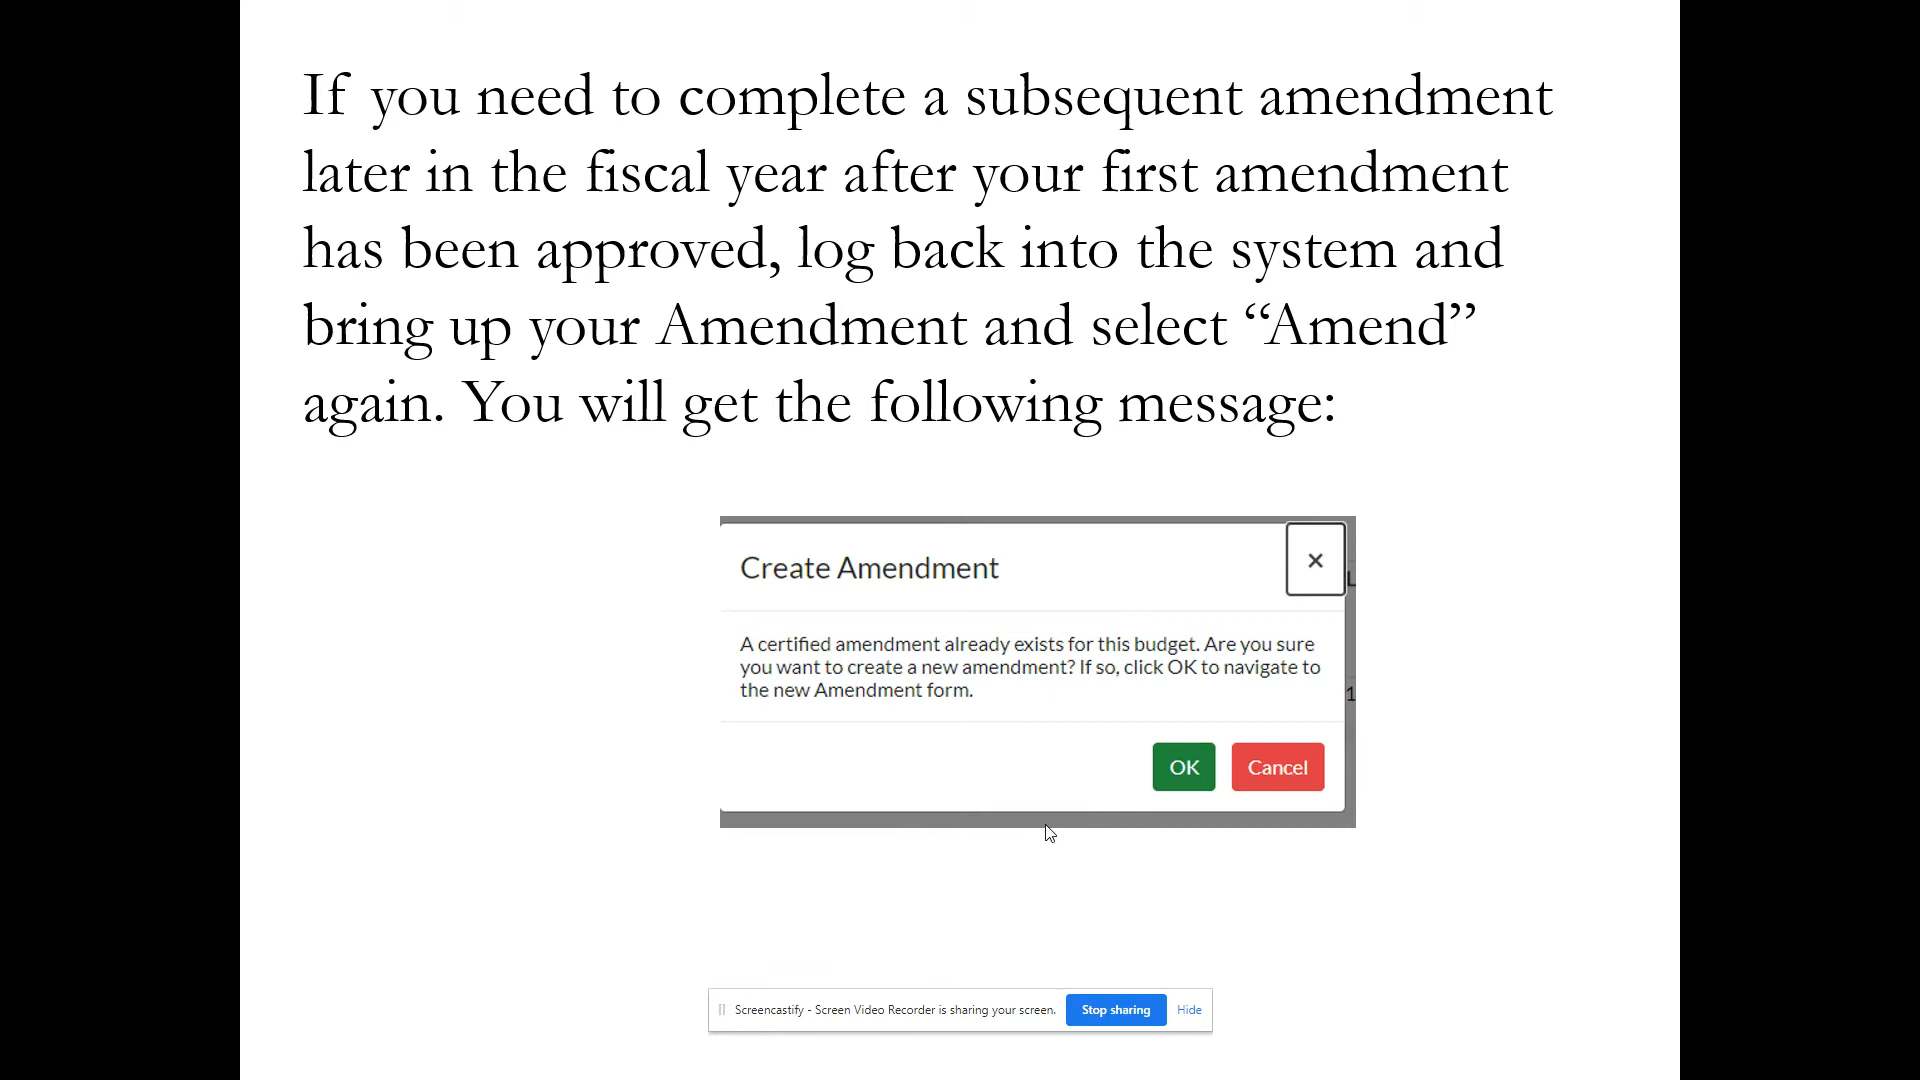 If you need to complete a subsequent amendment
later in the fiscal year after your first amendment
has been approved, log back into the system and
bring up your Amendment and select “Amend”
again. You will get the following message:
Create Amendment
×
L
A certified amendment already exists for this budget. Are you sure
you want to create a new amendment? If so, click OK to navigate to
the new Amendment form.
1
OK Cancel
Screencastify - Screen Video Recorder is sharing your screen. Stop sharing Hide